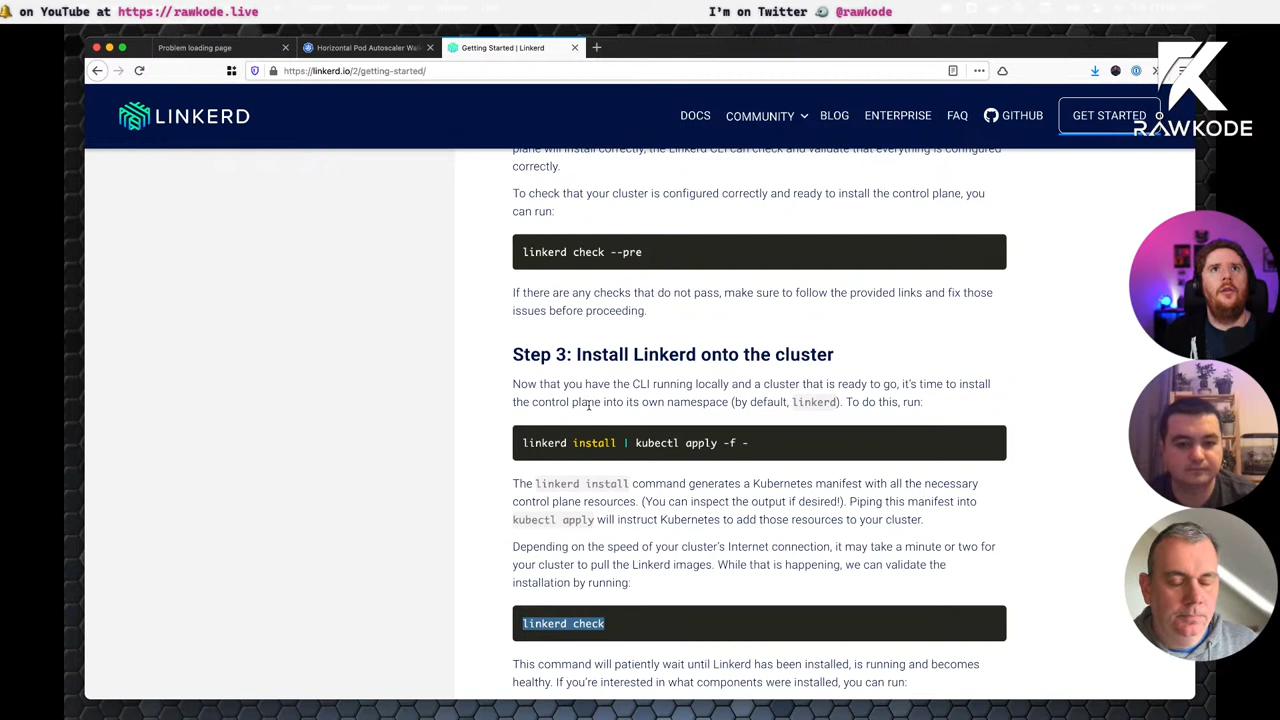 on YouTube at https://rawkode.live
I'm on Twitter @rawkode
Problem loading page
Horizontal Pod Autoscaler Wal
Getting Started | Linkerd
https://linkerd.io/2/getting-started/
LINKERD
DOCS
COMMUNITY
BLOG
ENTERPRISE
FAQ
GITHUB
GET STARTED
RAWKODE
plane will install correctly, the Linkerd CLI can check and validate that everything is configured
correctly.
To check that your cluster is configured correctly and ready to install the control plane, you
can run:
linkerd check --pre
If there are any checks that do not pass, make sure to follow the provided links and fix those
issues before proceeding.
Step 3: Install Linkerd onto the cluster
Now that you have the CLI running locally and a cluster that is ready to go, it's time to install
the control plane into its own namespace (by default, linkerd). To do this, run:
linkerd install | kubectl apply -f -
The linkerd install command generates a Kubernetes manifest with all the necessary
control plane resources. (You can inspect the output if desired!). Piping this manifest into
kubectl apply will instruct Kubernetes to add those resources to your cluster.
Depending on the speed of your cluster's Internet connection, it may take a minute or two for
your cluster to pull the Linkerd images. While that is happening, we can validate the
installation by running:
linkerd check
This command will patiently wait until Linkerd has been installed, is running and becomes
healthy. If you're interested in what components were installed, you can run: